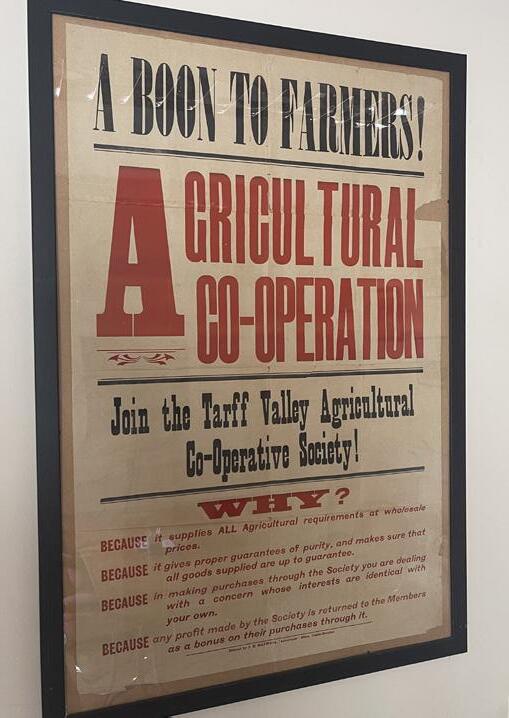 A BOON TO FARMERS!
AGRICULTURAL
CO-OPERATION
Join the Tarff Valley Agricultural
Co-Operative Society!
WHY?
BECAUSE it supplies ALL Agricultural requirements at wholesale
prices.
BECAUSE it gives proper guarantees of purity, and makes sure that
all goods supplied are up to guarantee.
BECAUSE in making purchases through the Society you are dealing
with a concern whose interests are identical with
your own.
BECAUSE any profit made by the Society is returned to the Members
as a bonus on their purchases through it.